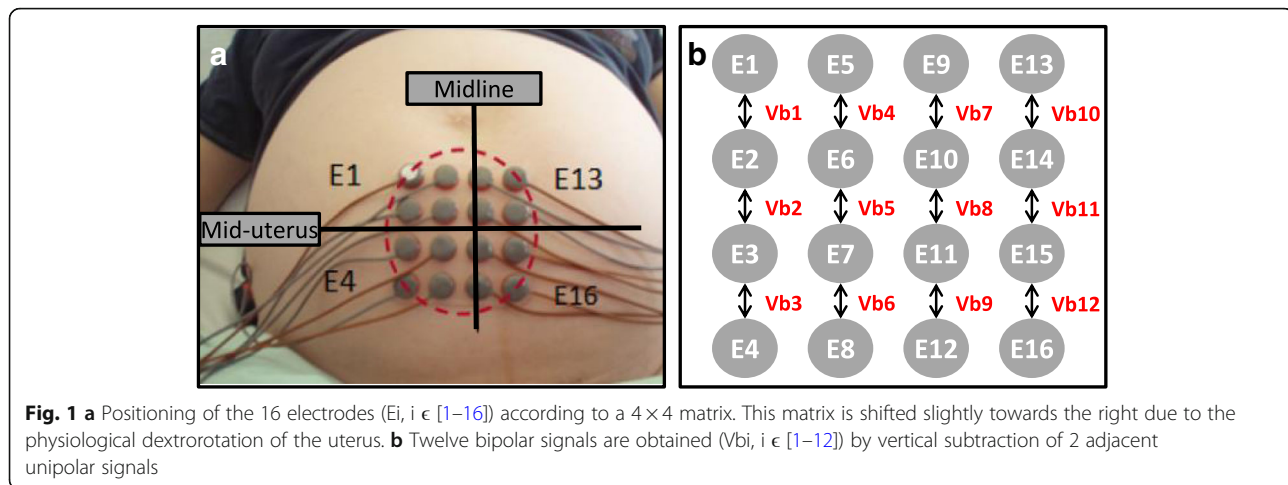 a
Midline
E1
E13
Mid-uterus
E4
E16
b
E1 E5 E9 E13
Vb1 Vb4 Vb7 Vb10
E2 E6 E10 E14
Vb2 Vb5 Vb8 Vb11
E3 E7 E11 E15
Vb3 Vb6 Vb9 Vb12
E4 E8 E12 E16
Fig. 1 a Positioning of the 16 electrodes (Ei, i ϵ [1–16]) according to a 4 × 4 matrix. This matrix is shifted slightly towards the right due to the
physiological dextrorotation of the uterus. b Twelve bipolar signals are obtained (Vbi, i ϵ [1–12]) by vertical subtraction of 2 adjacent
unipolar signals